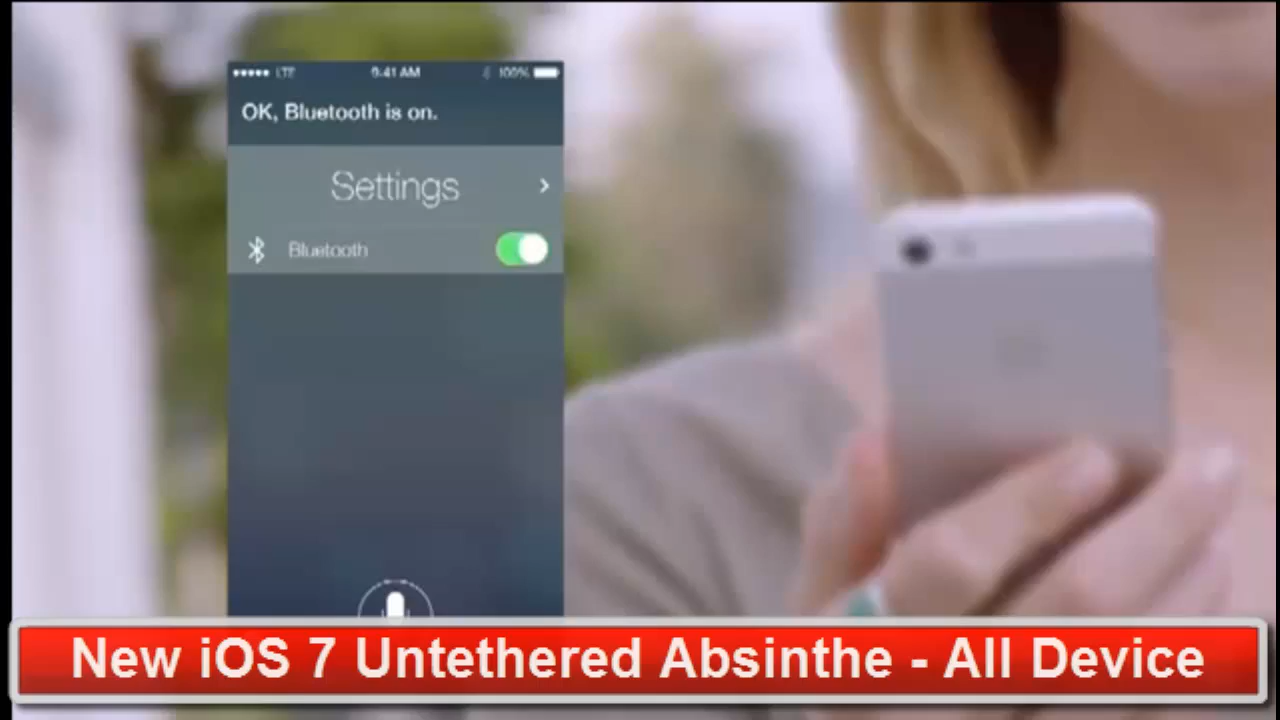 LTE 9:41 AM 100%
OK, Bluetooth is on.
Settings
Bluetooth
New iOS 7 Untethered Absinthe - All Device